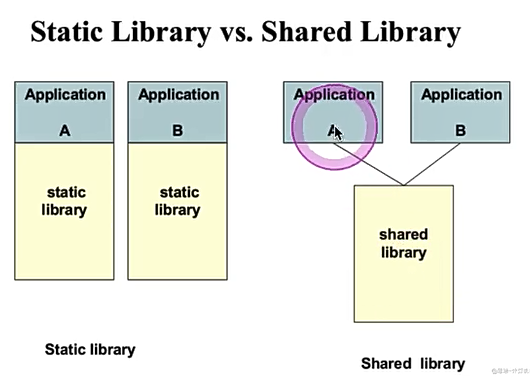 Static Library vs. Shared Library
Application
A
static
library
Application
B
static
library
Application
A
Application
B
shared
library
Static library
Shared library